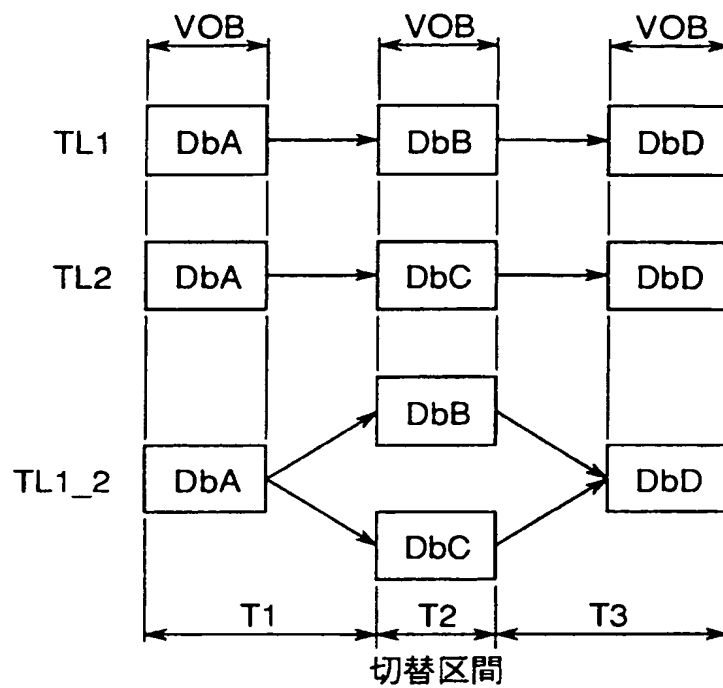 VOB VOB VOB
TL1 DbA DbB DbD
TL2 DbA DbC DbD
DbB
TL1_2 DbA DbD
DbC
T1 T2 T3
切替区間